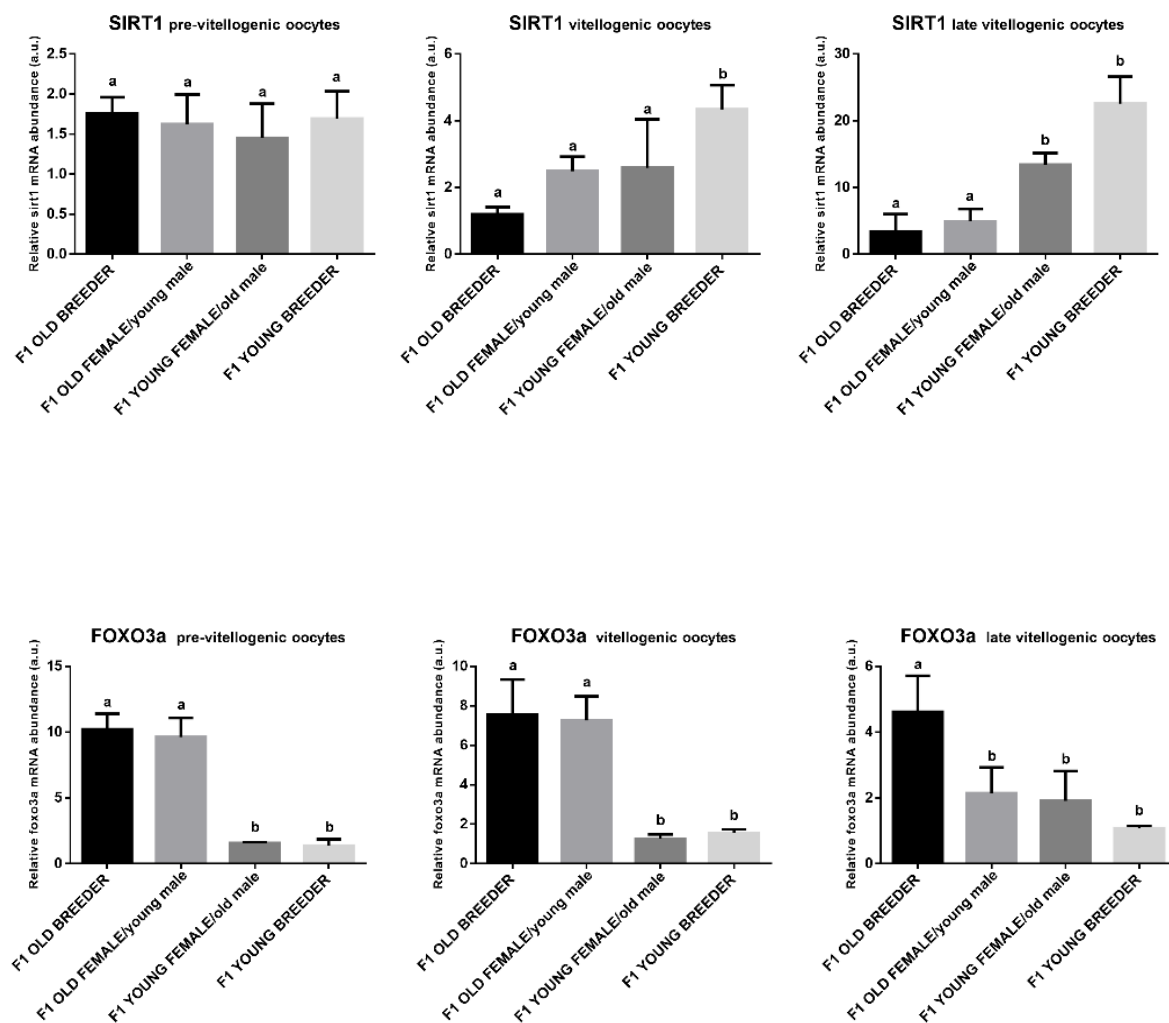 SIRT1 pre-vitellogenic oocytes
Relative sirt1 mRNA abundance (a.u.)
2.5
2.0
1.5
1.0
0.5
0.0
a
a
a
a
F1 OLD BREEDER
F1 OLD FEMALE/young male
F1 YOUNG FEMALE/old male
F1 YOUNG BREEDER
SIRT1 vitellogenic oocytes
Relative sirt1 mRNA abundance (a.u.)
6
4
2
0
a
a
a
b
F1 OLD BREEDER
F1 OLD FEMALE/young male
F1 YOUNG FEMALE/old male
F1 YOUNG BREEDER
SIRT1 late vitellogenic oocytes
Relative sirt1 mRNA abundance (a.u.)
30
20
10
0
a
a
b
b
F1 OLD BREEDER
F1 OLD FEMALE/young male
F1 YOUNG FEMALE/old male
F1 YOUNG BREEDER
FOXO3a pre-vitellogenic oocytes
Relative foxo3a mRNA abundance (a.u.)
15
10
5
0
a
a
b
b
F1 OLD BREEDER
F1 OLD FEMALE/young male
F1 YOUNG FEMALE/old male
F1 YOUNG BREEDER
FOXO3a vitellogenic oocytes
Relative foxo3a mRNA abundance (a.u.)
10
8
6
4
2
0
a
a
b
b
F1 OLD BREEDER
F1 OLD FEMALE/young male
F1 YOUNG FEMALE/old male
F1 YOUNG BREEDER
FOXO3a late vitellogenic oocytes
Relative foxo3a mRNA abundance (a.u.)
6
4
2
0
a
b
b
b
F1 OLD BREEDER
F1 OLD FEMALE/young male
F1 YOUNG FEMALE/old male
F1 YOUNG BREEDER